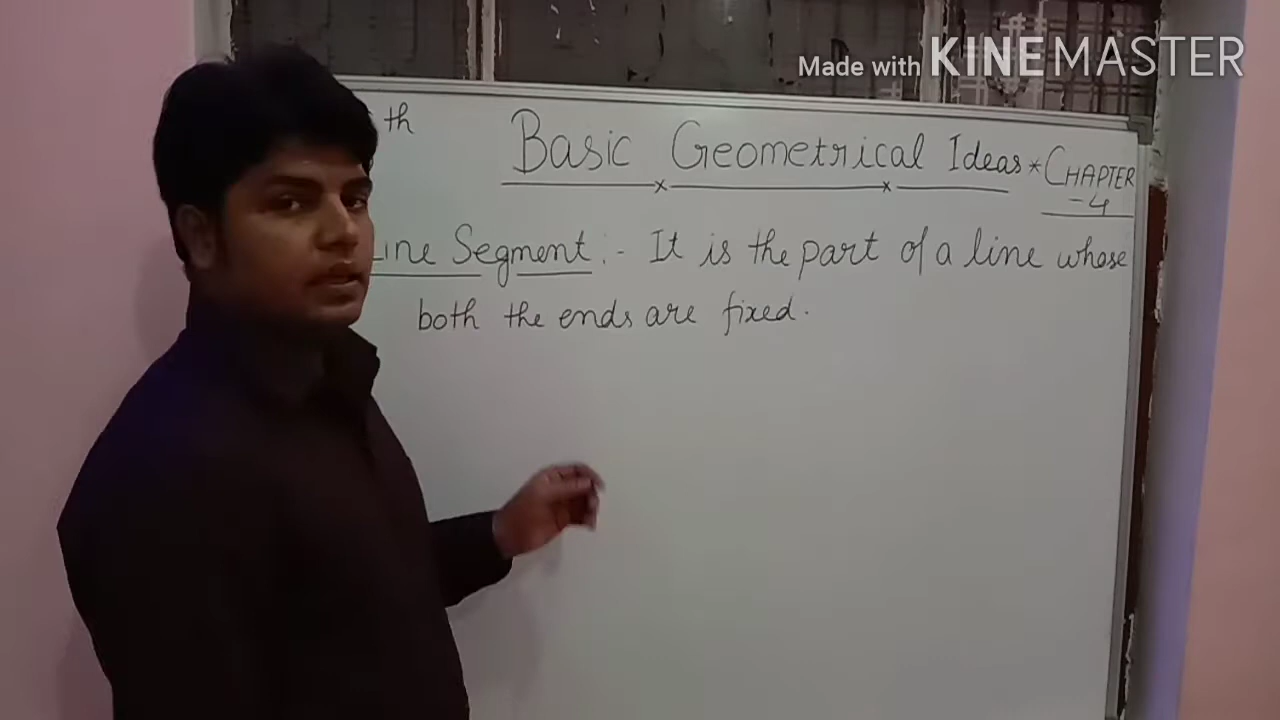 Made with KINEMASTER
th
Basic Geometrical Ideas * CHAPTER
-4
Line Segment :- It is the part of a line whose
both the ends are fixed.